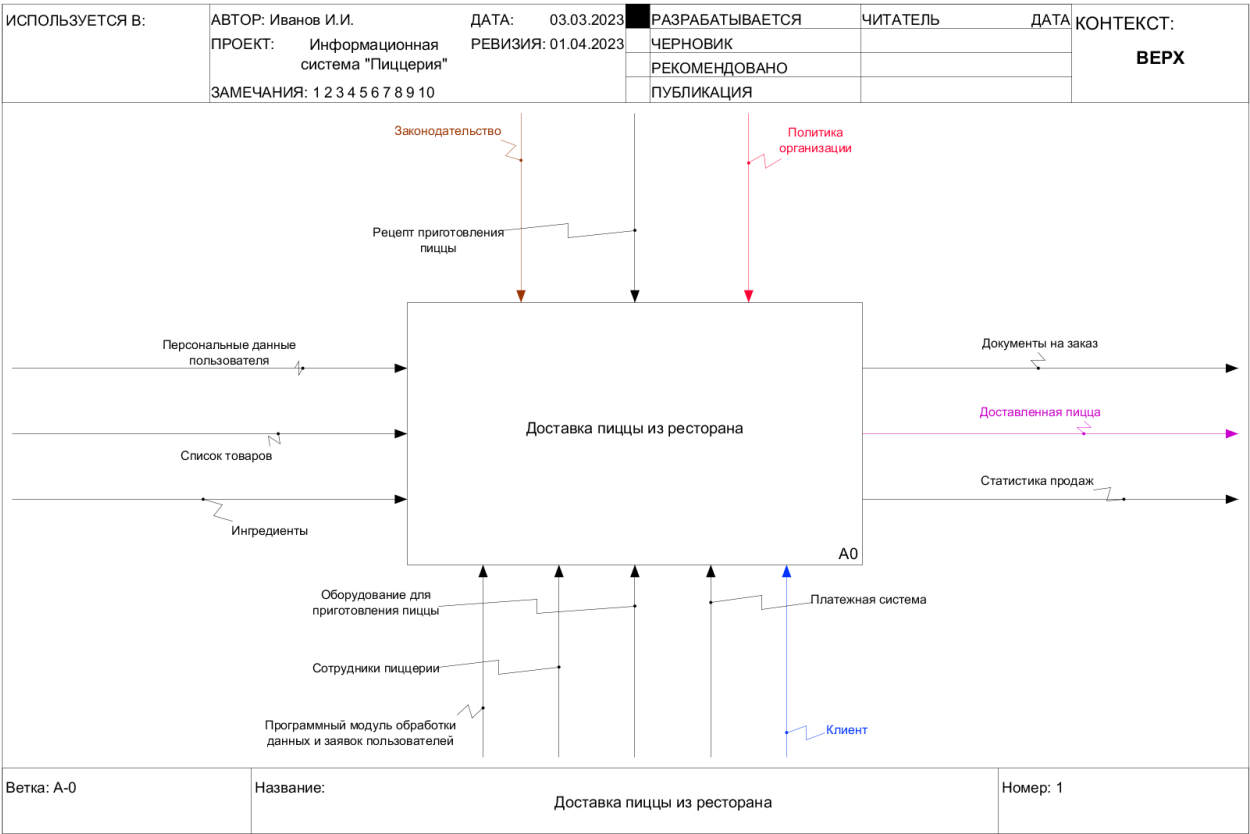 ИСПОЛЬЗУЕТСЯ В:
АВТОР: Иванов И.И.
ДАТА: 03.03.2023
РАЗРАБАТЫВАЕТСЯ
ЧИТАТЕЛЬ
ДАТА
КОНТЕКСТ:
ПРОЕКТ: Информационная
система "Пиццерия"
РЕВИЗИЯ: 01.04.2023
ЧЕРНОВИК
ВЕРХ
РЕКОМЕНДОВАНО
ЗАМЕЧАНИЯ: 1 2 3 4 5 6 7 8 9 10
ПУБЛИКАЦИЯ
Законодательство
Политика
организации
Рецепт приготовления
пиццы
Персональные данные
пользователя
Документы на заказ
Доставленная пицца
Доставка пиццы из ресторана
Список товаров
Статистика продаж
Ингредиенты
A0
Оборудование для
приготовления пиццы
Платежная система
Сотрудники пиццерии
Программный модуль обработки
данных и заявок пользователей
Клиент
Ветка: A-0
Название:
Доставка пиццы из ресторана
Номер: 1